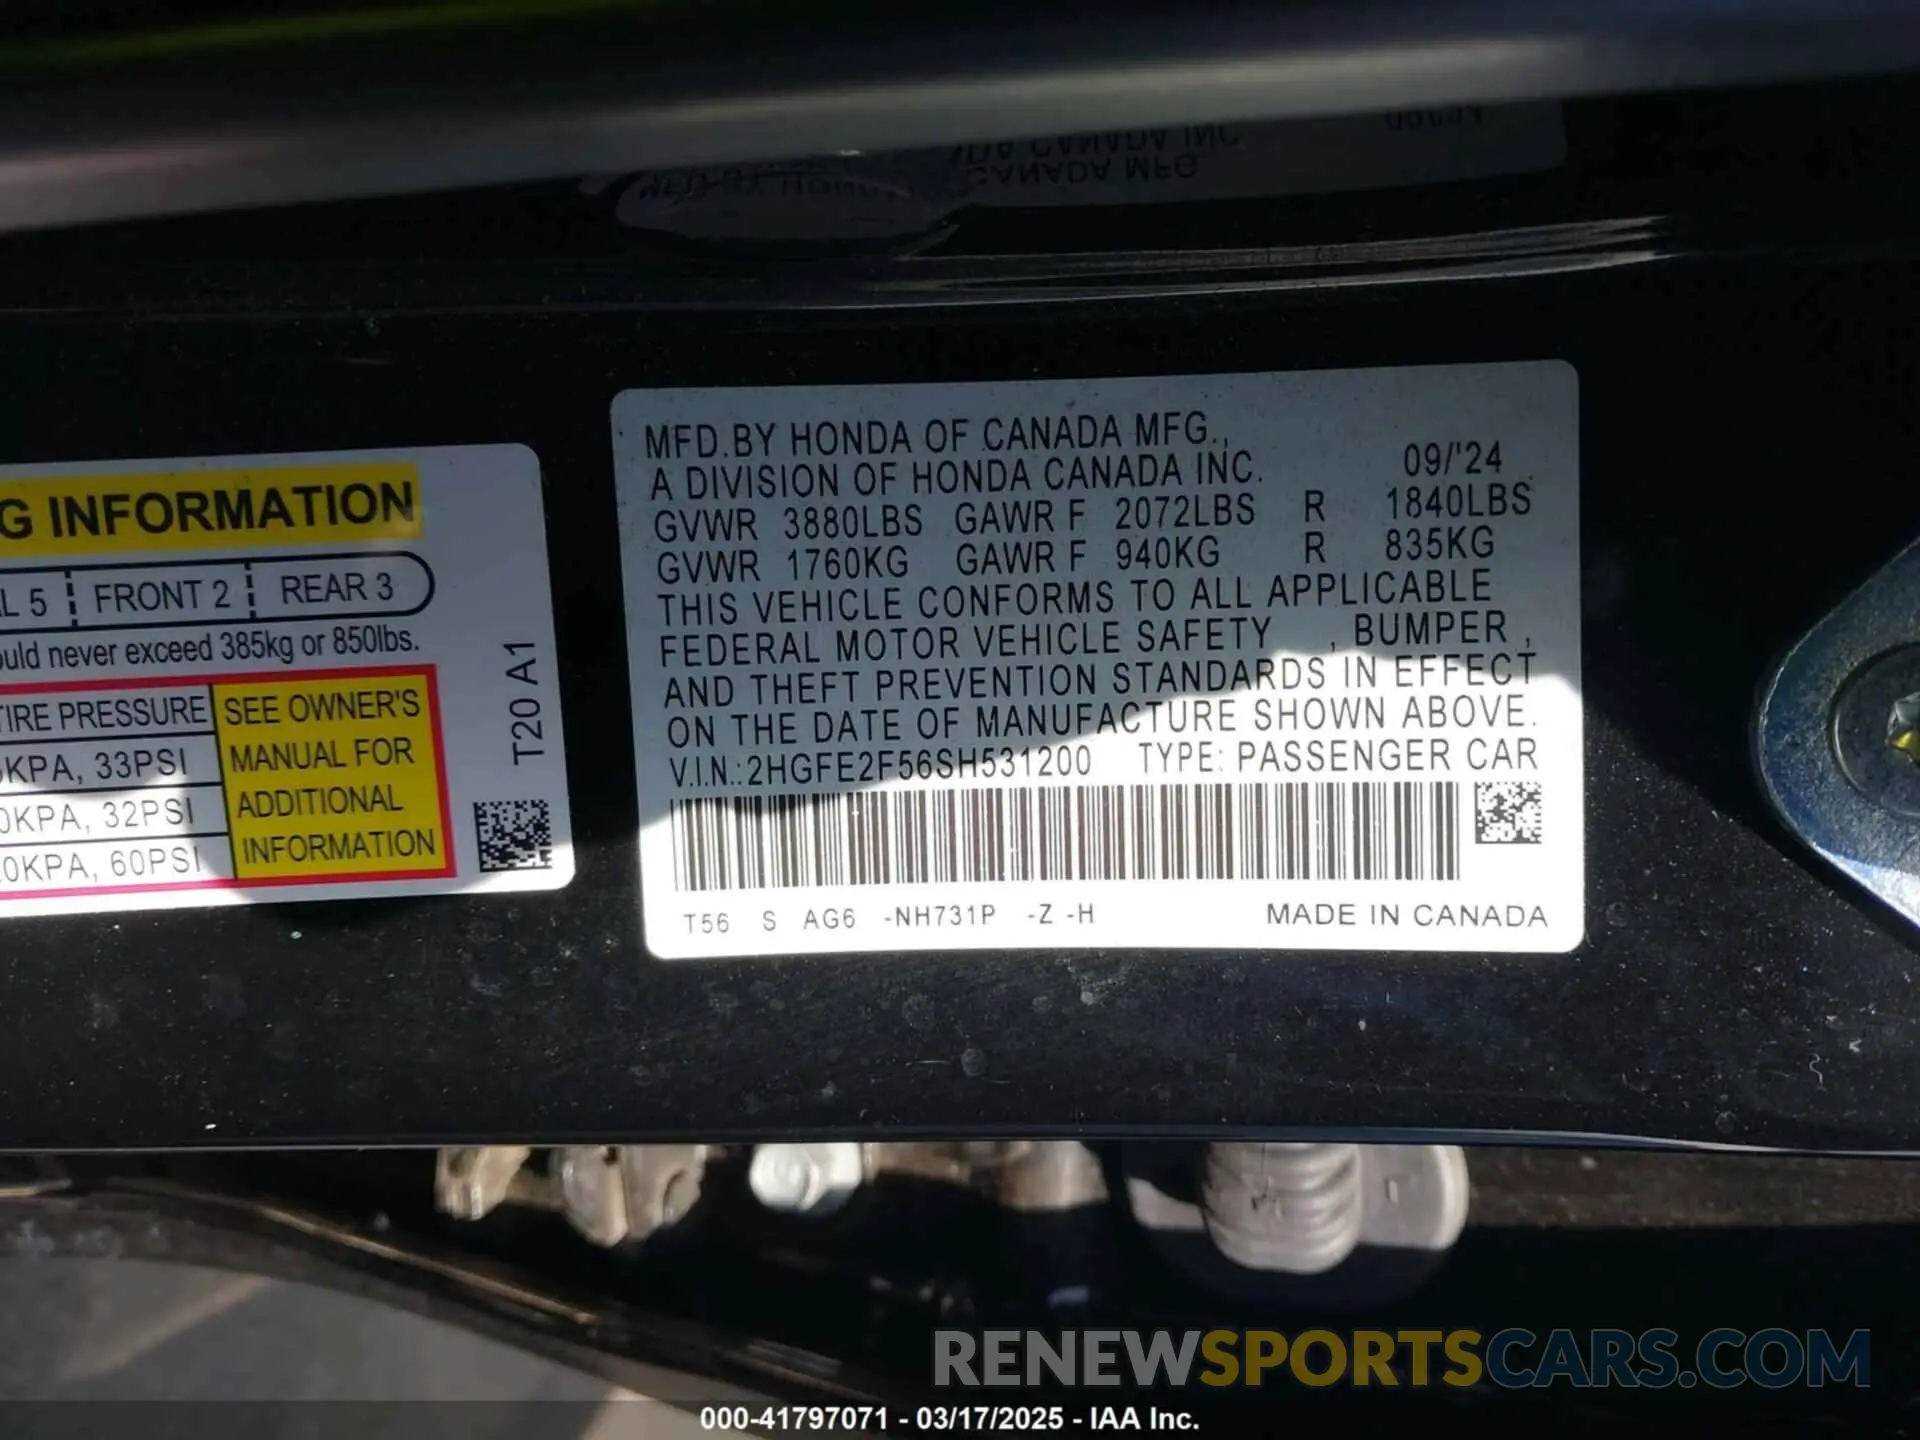 G INFORMATION
L 5 FRONT 2 REAR 3
ould never exceed 385kg or 850lbs.
TIRE PRESSURE
KPA, 33PSI
0KPA, 32PSI
0KPA, 60PSI
SEE OWNER'S
MANUAL FOR
ADDITIONAL
INFORMATION
T20 A1
MFD.BY HONDA OF CANADA MFG.,
A DIVISION OF HONDA CANADA INC. 09/'24
GVWR 3880LBS GAWR F 2072LBS R 1840LBS
GVWR 1760KG GAWR F 940KG R 835KG
THIS VEHICLE CONFORMS TO ALL APPLICABLE
FEDERAL MOTOR VEHICLE SAFETY , BUMPER ,
AND THEFT PREVENTION STANDARDS IN EFFECT
ON THE DATE OF MANUFACTURE SHOWN ABOVE.
V.I.N.:2HGFE2F56SH531200 TYPE: PASSENGER CAR
T56 S AG6 -NH731P -Z -H MADE IN CANADA
RENEWSPORTSCARS.COM
000-41797071 - 03/17/2025 - IAA Inc.